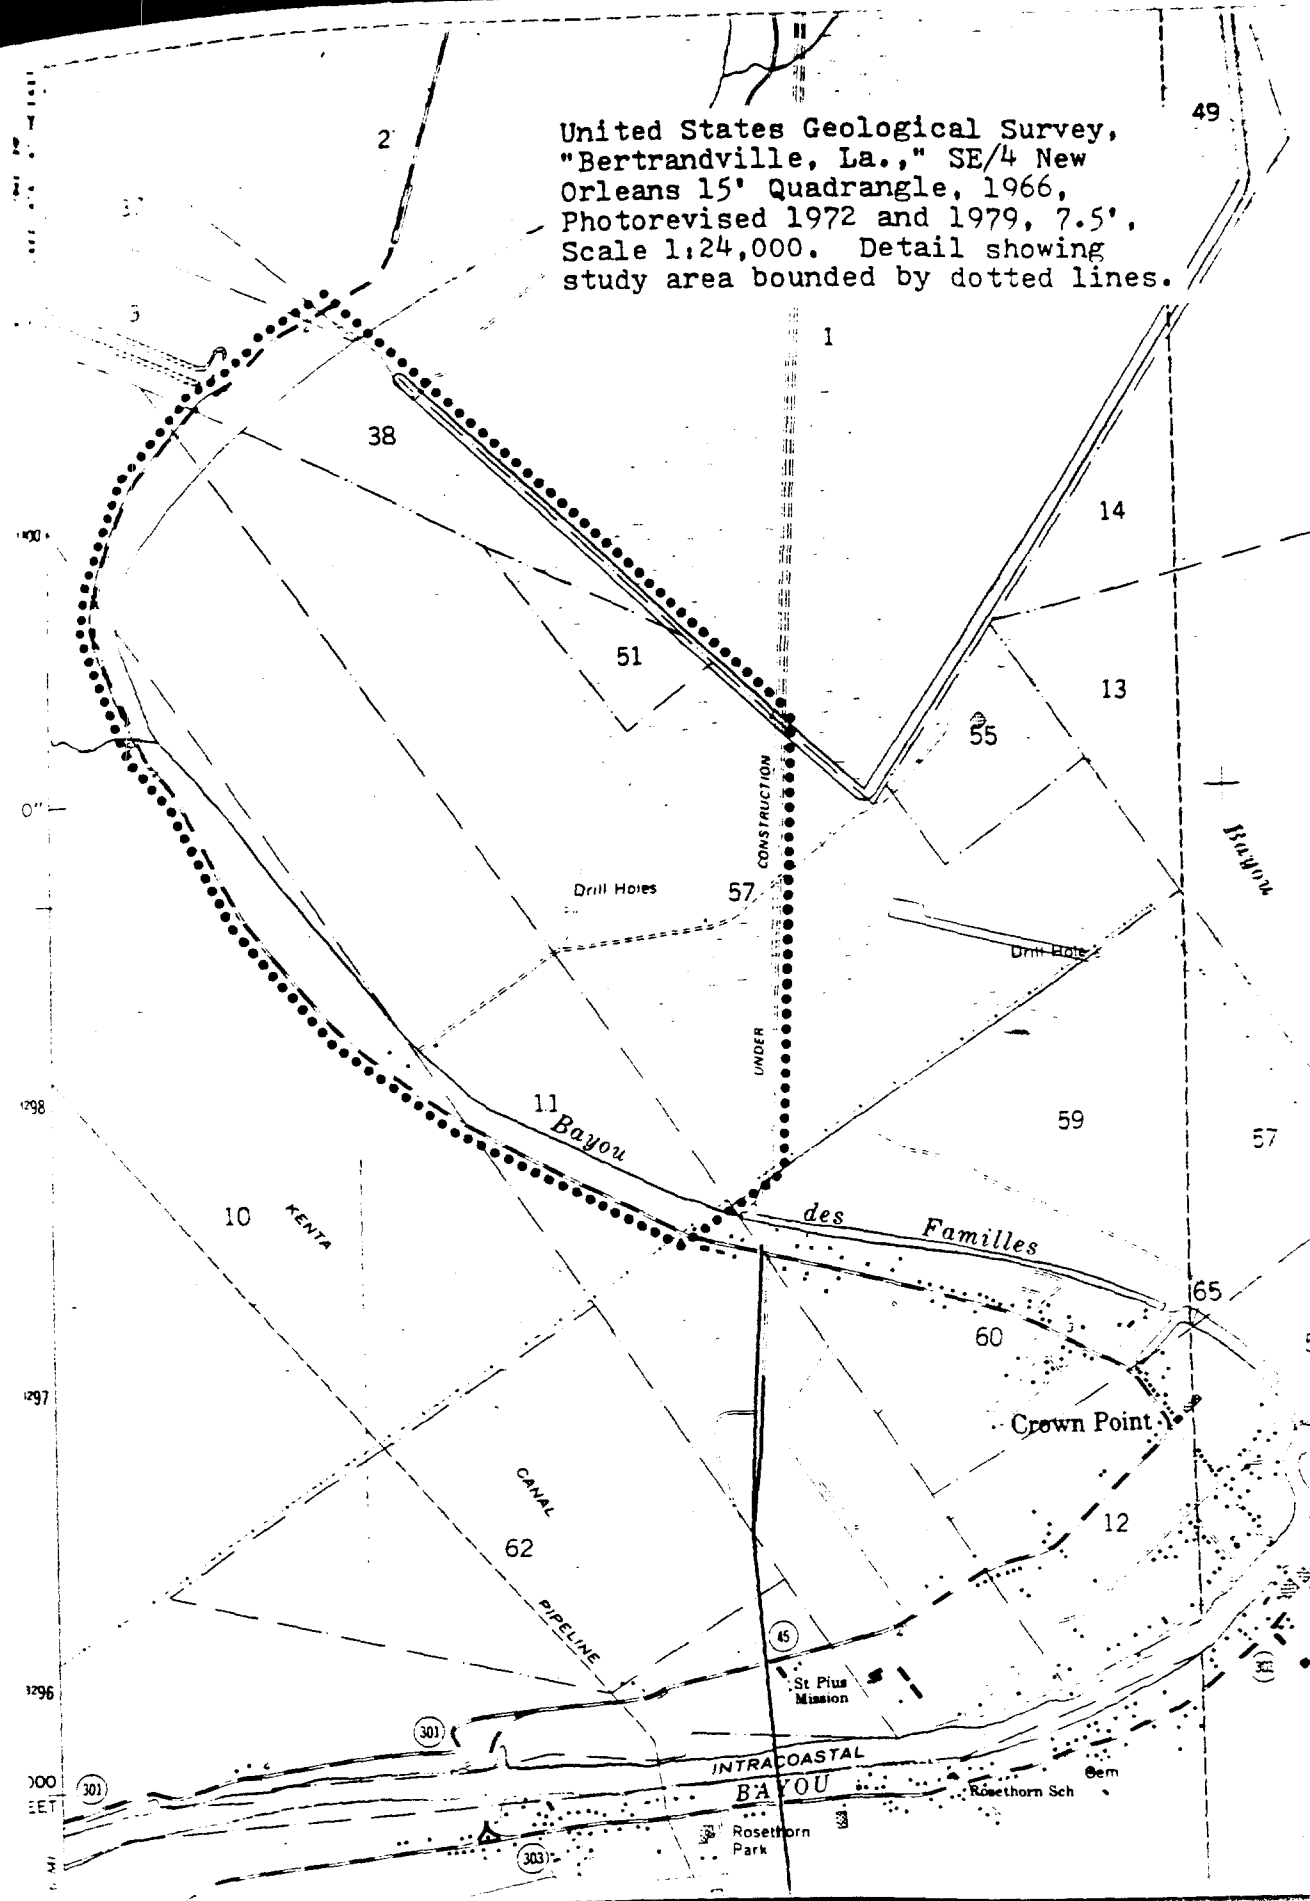 49
2
United States Geological Survey,
"Bertrandville, La.," SE/4 New
Orleans 15' Quadrangle, 1966,
Photorevised 1972 and 1979, 7.5',
Scale 1:24,000. Detail showing
study area bounded by dotted lines.
37
3
1
38
14
51
13
55
CONSTRUCTION
0"
Bayou
Drill Holes
57
Drill Hole
UNDER
11
Bayou
59
57
10
KENTA
des
Familles
65
60
Crown Point
CANAL
12
62
PIPELINE
45
St Pius
Mission
301
INTRACOASTAL
BAYOU
301
Cem
Rosethorn Sch
Rosethorn
Park
303